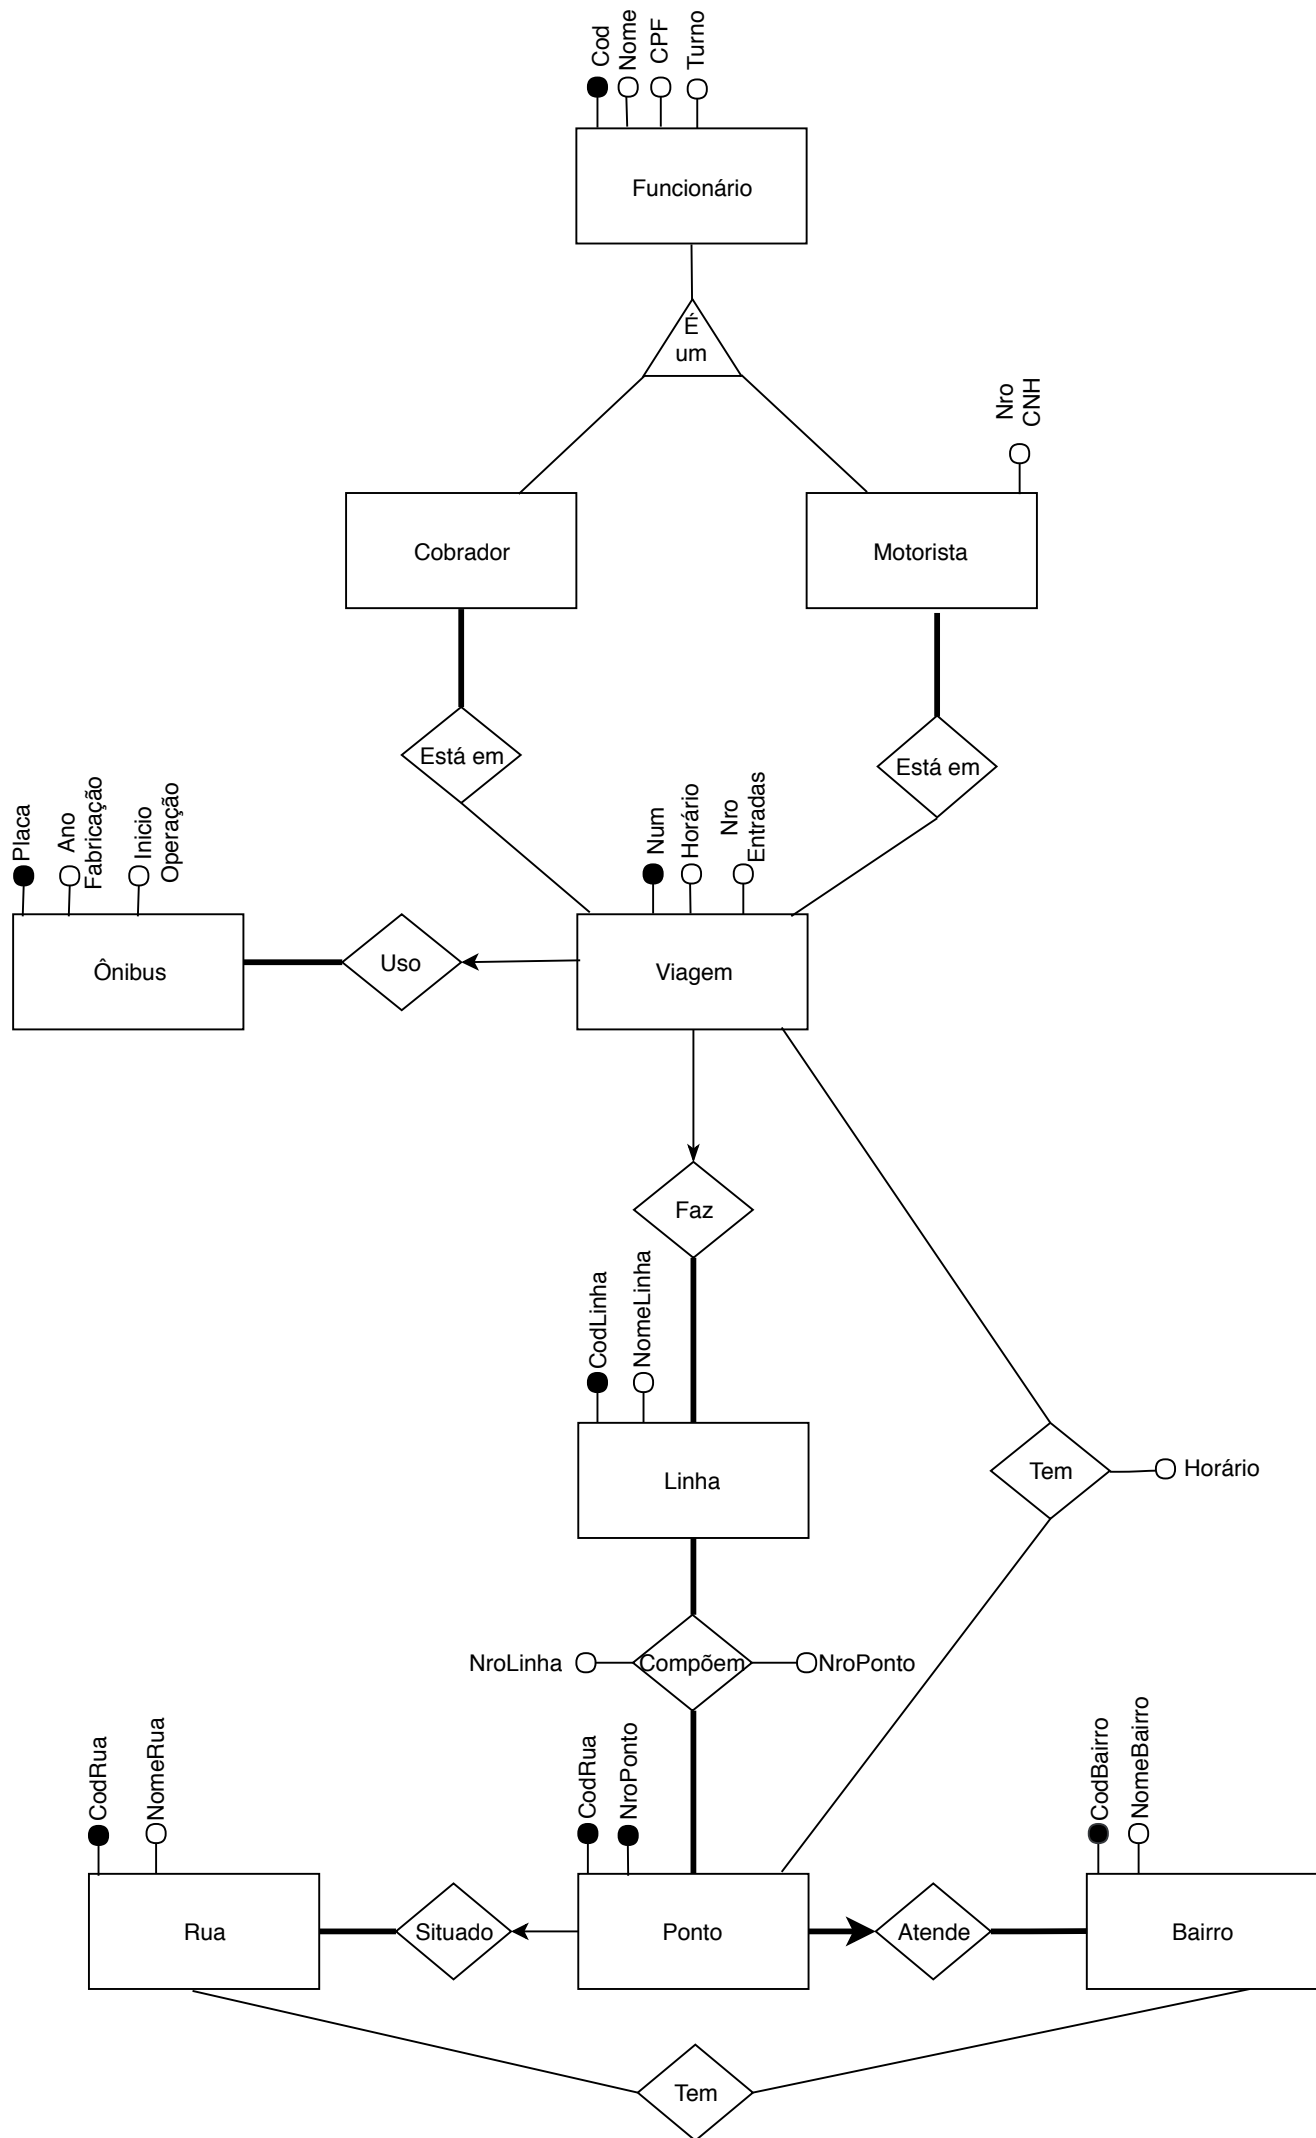 Cod
Nome
CPF
Turno
Funcionário
É
um
Nro
CNH
Cobrador
Motorista
Está em
Está em
Placa
Ano
Fabricação
Inicio
Operação
Num
Horário
Nro
Entradas
Ônibus
Uso
Viagem
Faz
CodLinha
NomeLinha
Linha
Tem
Horário
NroLinha
Compõem
NroPonto
CodRua
NomeRua
CodRua
NroPonto
CodBairro
NomeBairro
Rua
Situado
Ponto
Atende
Bairro
Tem